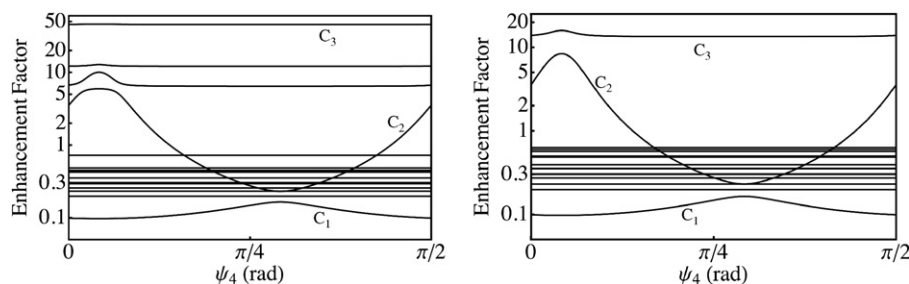 50
20
10
5
2
1
0.3
0.1
Enhancement Factor
C3
C2
C1
0
π/4
π/2
ψ4 (rad)
20
10
5
2
1
0.3
0.1
Enhancement Factor
C3
C2
C1
0
π/4
π/2
ψ4 (rad)